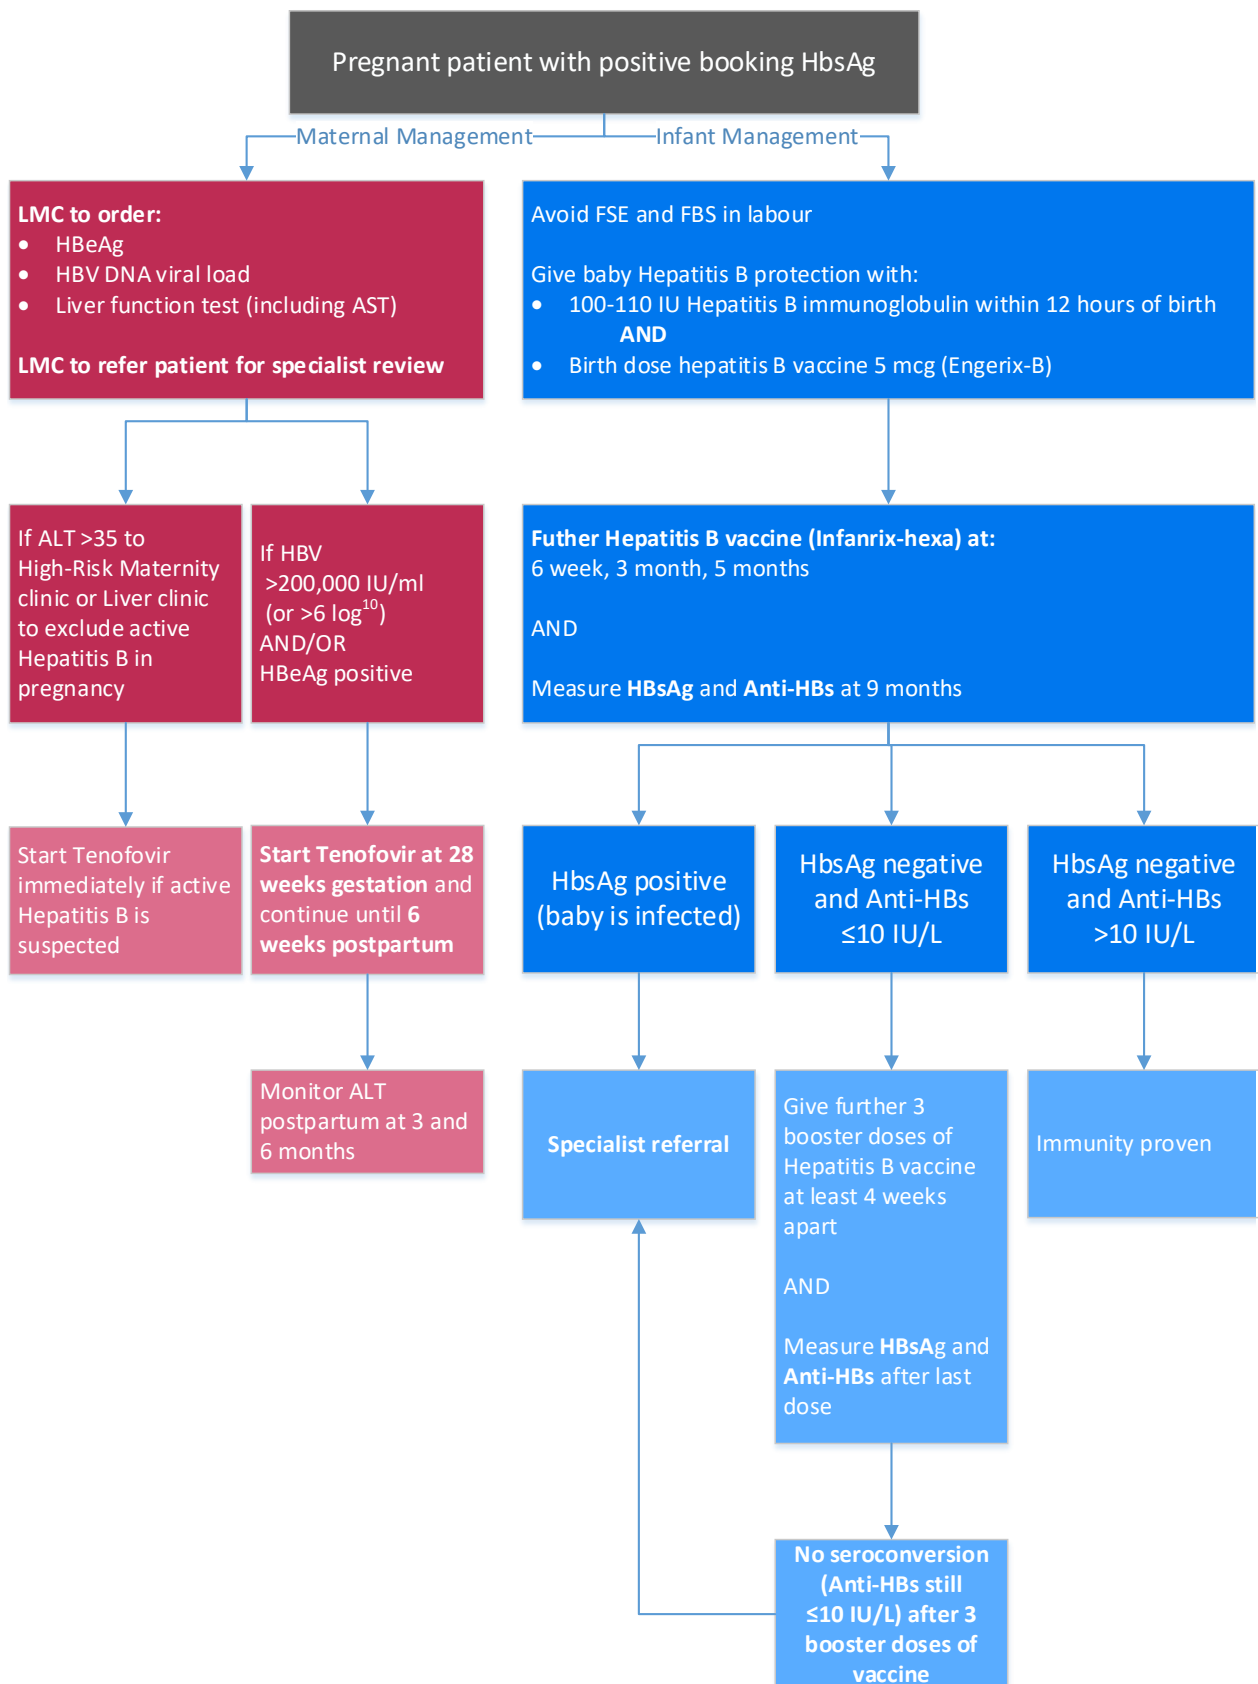 Pregnant patient with positive booking HbsAg
Maternal Management
Infant Management
LMC to order:
• HBeAg
• HBV DNA viral load
• Liver function test (including AST)
LMC to refer patient for specialist review
Avoid FSE and FBS in labour
Give baby Hepatitis B protection with:
• 100-110 IU Hepatitis B immunoglobulin within 12 hours of birth
AND
• Birth dose hepatitis B vaccine 5 mcg (Engerix-B)
If ALT >35 to
High-Risk Maternity
clinic or Liver clinic
to exclude active
Hepatitis B in
pregnancy
If HBV
>200,000 IU/ml
(or >6 log¹⁰)
AND/OR
HBeAg positive
Futher Hepatitis B vaccine (Infanrix-hexa) at:
6 week, 3 month, 5 months
AND
Measure HBsAg and Anti-HBs at 9 months
Start Tenofovir
immediately if active
Hepatitis B is
suspected
Start Tenofovir at 28
weeks gestation and
continue until 6
weeks postpartum
HbsAg positive
(baby is infected)
HbsAg negative
and Anti-HBs
≤10 IU/L
HbsAg negative
and Anti-HBs
>10 IU/L
Monitor ALT
postpartum at 3 and
6 months
Specialist referral
Give further 3
booster doses of
Hepatitis B vaccine
at least 4 weeks
apart
AND
Measure HBsAg and
Anti-HBs after last
dose
Immunity proven
No seroconversion
(Anti-HBs still
≤10 IU/L) after 3
booster doses of
vaccine